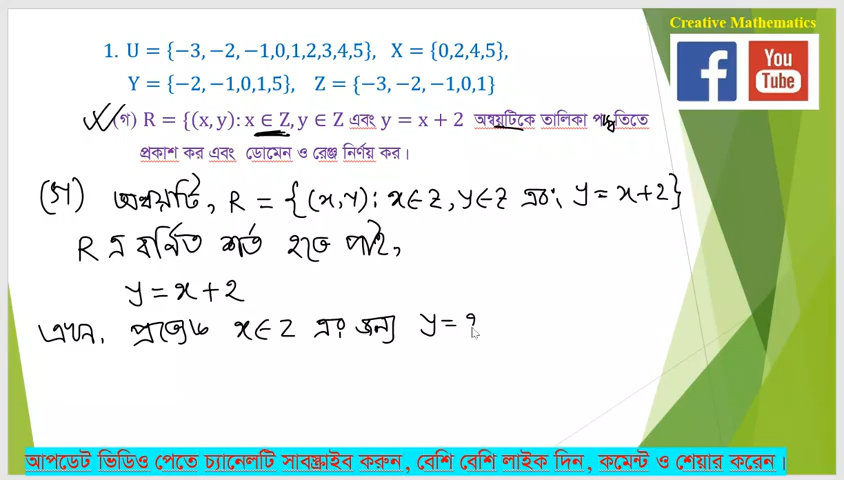 Creative Mathematics
1. U = {−3, −2, −1,0,1,2,3,4,5}, X = {0,2,4,5},
Y = {−2, −1,0,1,5}, Z = {−3, −2, −1,0,1}
f You Tube
(গ) R = {(x, y): x ∈ Z, y ∈ Z এবং y = x + 2 অন্বয়টিকে তালিকা পদ্ধতিতে
প্রকাশ কর এবং ডোমেন ও রেঞ্জ নির্ণয় কর।
(গ) অন্বয়টি, R = {(x, y) : x ∈ Z, y ∈ Z এবং y = x + 2}
R এ বর্ণিত শর্ত হতে পাই,
y = x + 2
এখন, প্রত্যেক x ∈ Z এর জন্য y =
আপডেট ভিডিও পেতে চ্যানেলটি সাবস্ক্রাইব করুন, বেশি বেশি লাইক দিন, কমেন্ট ও শেয়ার করেন।